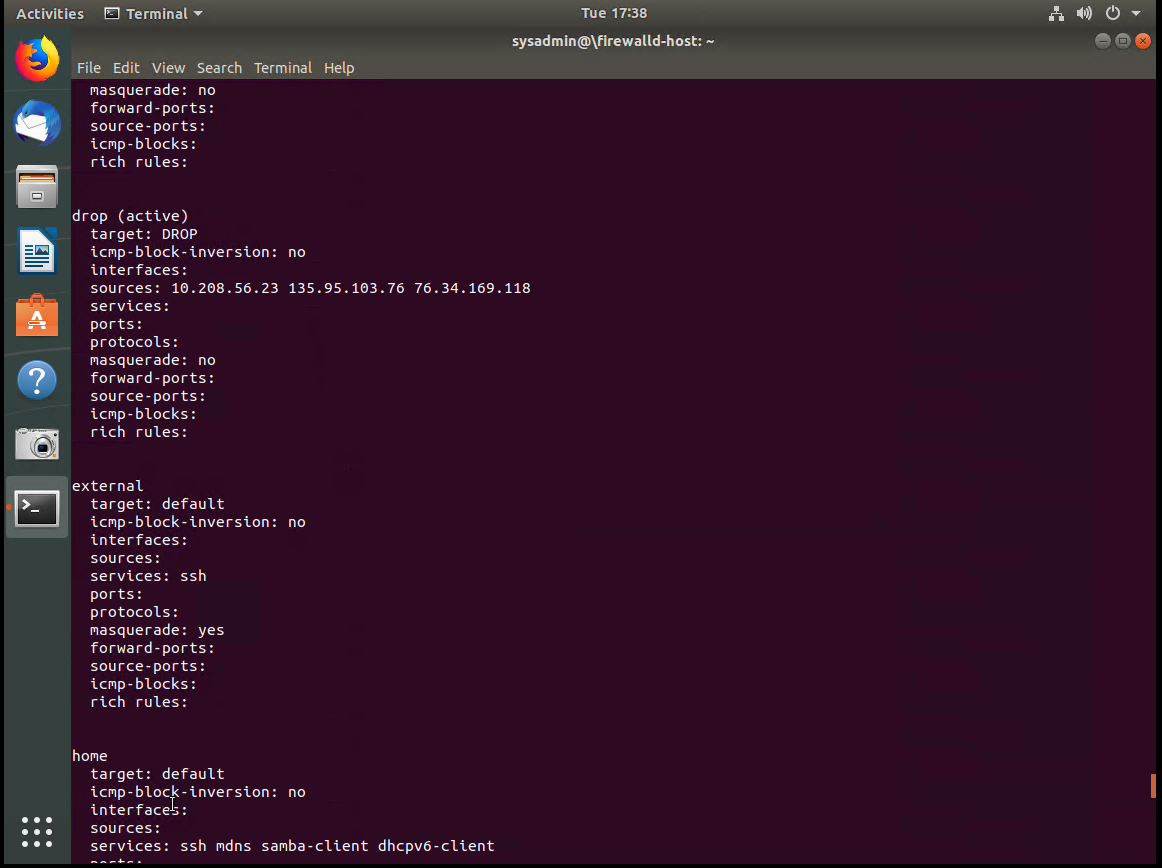 Activities Terminal Tue 17:38
sysadmin@\firewalld-host: ~
File Edit View Search Terminal Help
masquerade: no
forward-ports:
source-ports:
icmp-blocks:
rich rules:
drop (active)
target: DROP
icmp-block-inversion: no
interfaces:
sources: 10.208.56.23 135.95.103.76 76.34.169.118
services:
ports:
protocols:
masquerade: no
forward-ports:
source-ports:
icmp-blocks:
rich rules:
external
target: default
icmp-block-inversion: no
interfaces:
sources:
services: ssh
ports:
protocols:
masquerade: yes
forward-ports:
source-ports:
icmp-blocks:
rich rules:
home
target: default
icmp-block-inversion: no
interfaces:
sources:
services: ssh mdns samba-client dhcpv6-client
ports: